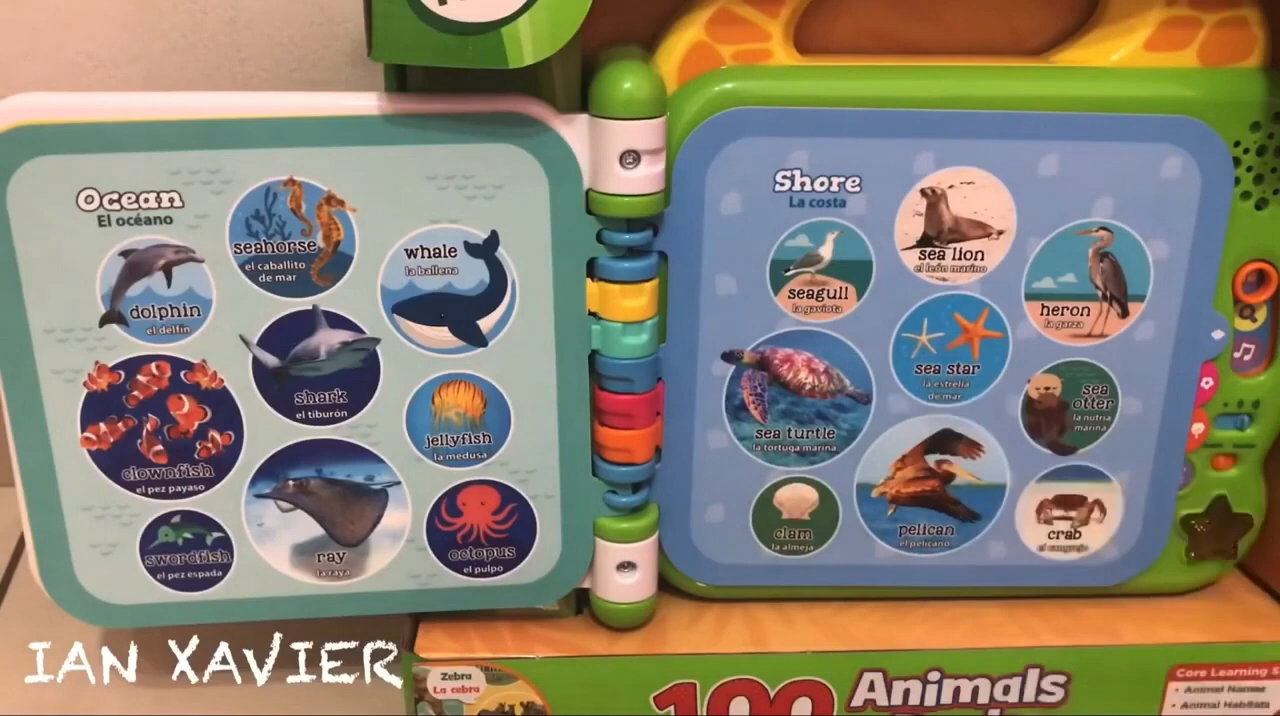 Ocean
El océano
seahorse
el caballito
de mar
whale
la ballena
dolphin
el delfín
shark
el tiburón
clownfish
el pez payaso
jellyfish
la medusa
swordfish
el pez espada
ray
la raya
octopus
el pulpo
Shore
La costa
seagull
la gaviota
sea lion
el león marino
heron
la garza
sea star
la estrella
de mar
sea turtle
la tortuga marina
sea
otter
la nutria
marina
clam
la almeja
pelican
el pelícano
crab
el cangrejo
IAN XAVIER
Zebra
La cebra
100
Animals
Core Learning
• Animal Names
• Animal Habitats